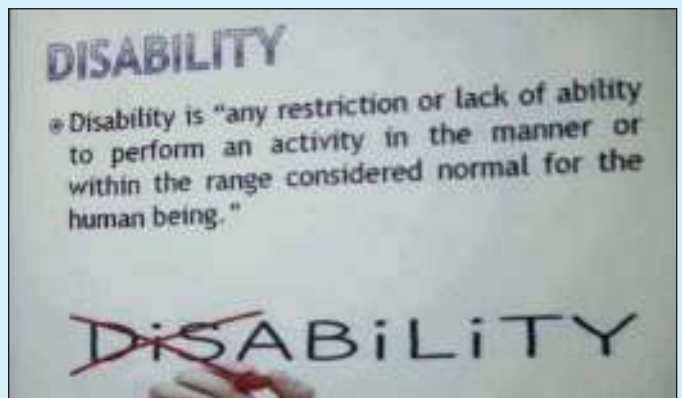 DISABILITY
Disability is “any restriction or lack of ability
to perform an activity in the manner or
within the range considered normal for the
human being.”
DiSABiLiTY